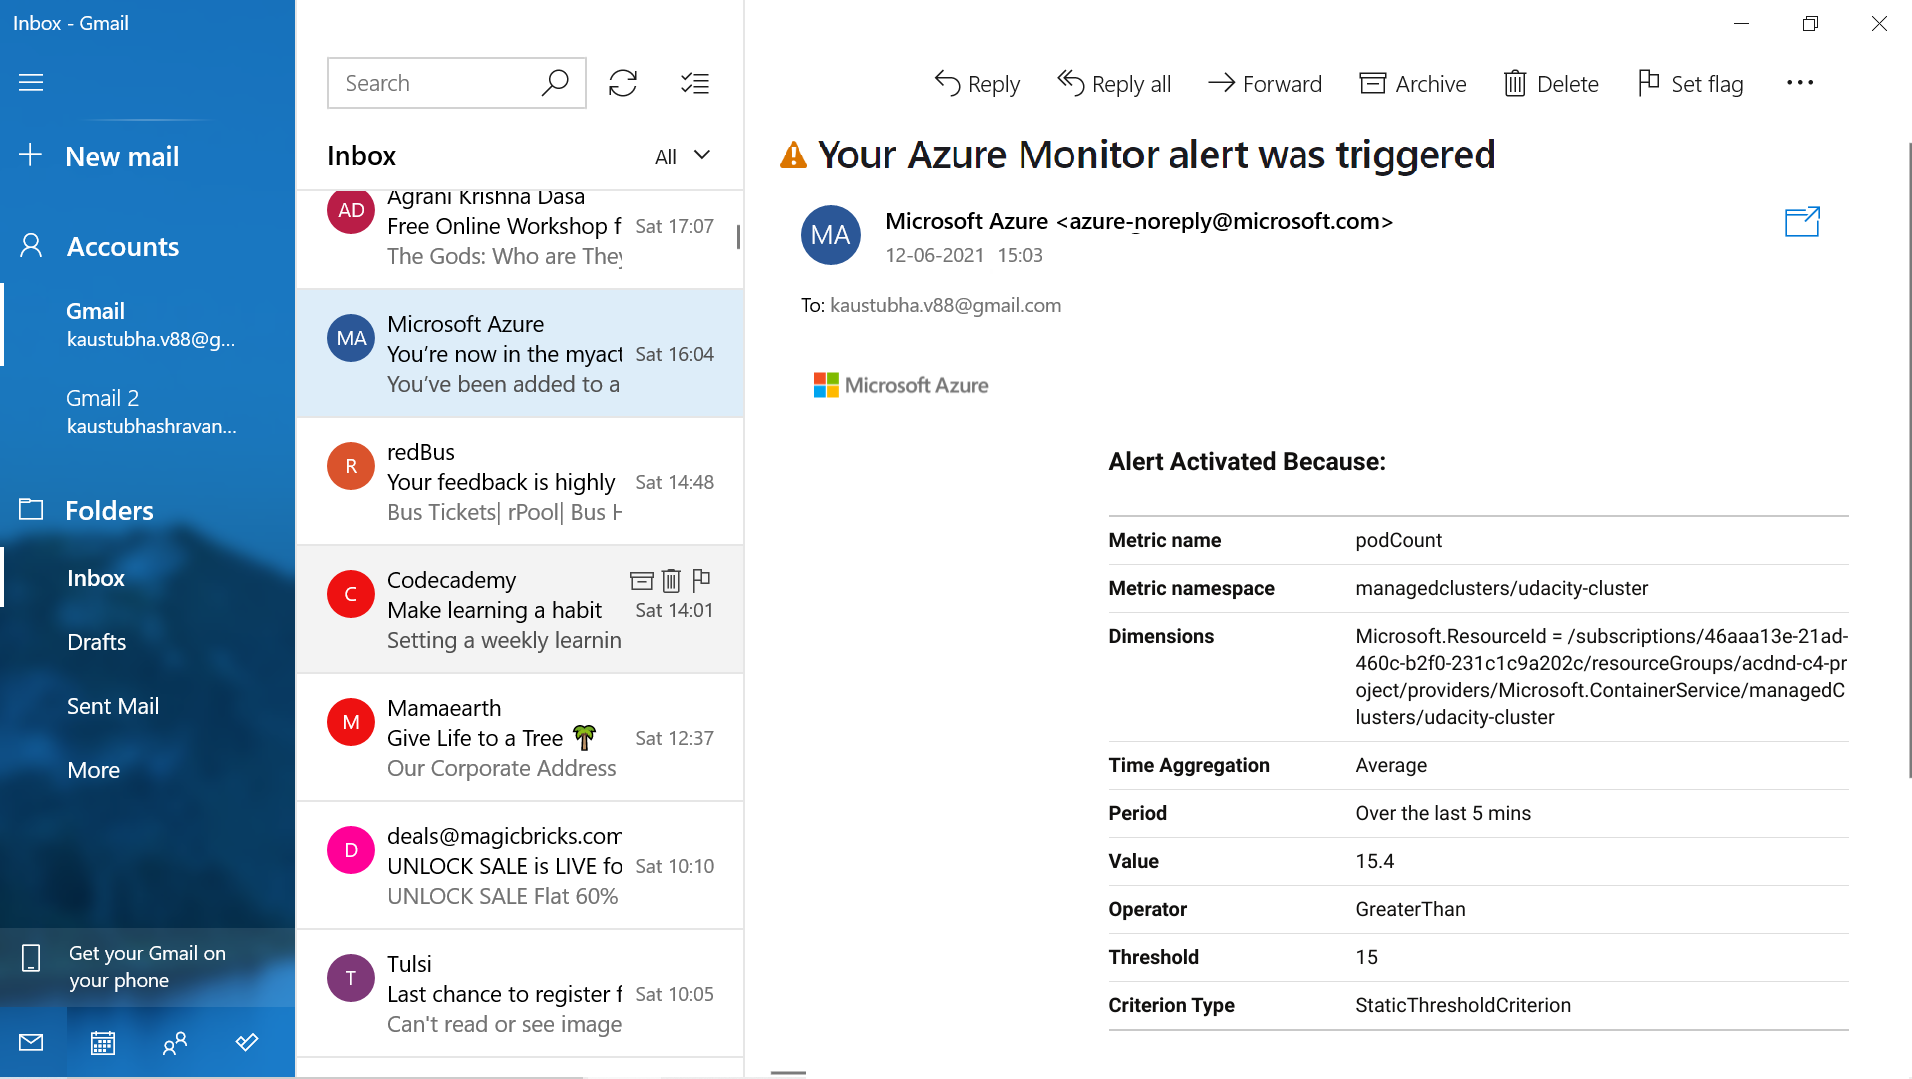 Inbox - Gmail
New mail
Accounts
Gmail
kaustubha.v88@g...
Gmail 2
kaustubhashravan...
Folders
Inbox
Drafts
Sent Mail
More
Get your Gmail on
your phone
Search
Inbox
All
AD
Agrani Krishna Dasa
Free Online Workshop f
Sat 17:07
The Gods: Who are They
MA
Microsoft Azure
You’re now in the myact
Sat 16:04
You’ve been added to a
R
redBus
Your feedback is highly
Sat 14:48
Bus Tickets| rPool| Bus H
C
Codecademy
Make learning a habit
Sat 14:01
Setting a weekly learnin
M
Mamaearth
Give Life to a Tree 🌴
Sat 12:37
Our Corporate Address
D
deals@magicbricks.com
UNLOCK SALE is LIVE fo
Sat 10:10
UNLOCK SALE Flat 60%
T
Tulsi
Last chance to register f
Sat 10:05
Can't read or see image
Reply
Reply all
Forward
Archive
Delete
Set flag
⚠ Your Azure Monitor alert was triggered
MA
Microsoft Azure <azure-noreply@microsoft.com>
12-06-2021 15:03
To: kaustubha.v88@gmail.com
Microsoft Azure
Alert Activated Because:
Metric name podCount
Metric namespace managedclusters/udacity-cluster
Dimensions Microsoft.ResourceId = /subscriptions/46aaa13e-21ad-
460c-b2f0-231c1c9a202c/resourceGroups/acdnd-c4-pr
oject/providers/Microsoft.ContainerService/managedC
lusters/udacity-cluster
Time Aggregation Average
Period Over the last 5 mins
Value 15.4
Operator GreaterThan
Threshold 15
Criterion Type StaticThresholdCriterion